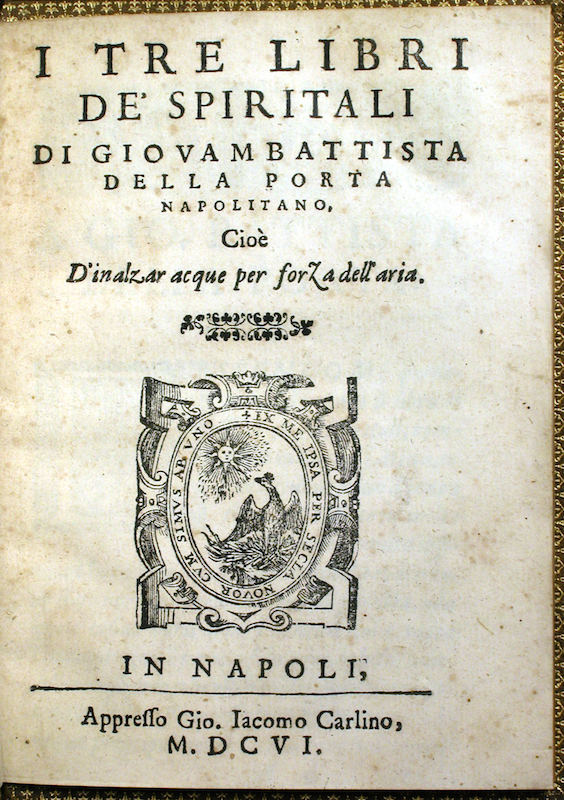 I TRE LIBRI
DE' SPIRITALI
DI GIOVAMBATTISTA
DELLA PORTA
NAPOLITANO,
Cioè
D'inalzar acque per forza dell'aria.
+ EX ME IPSA PER SECLA NOVOR CVM SIMVS AB VNO
IN NAPOLI,
Appreſſo Gio. Iacomo Carlino,
M. DCVI.